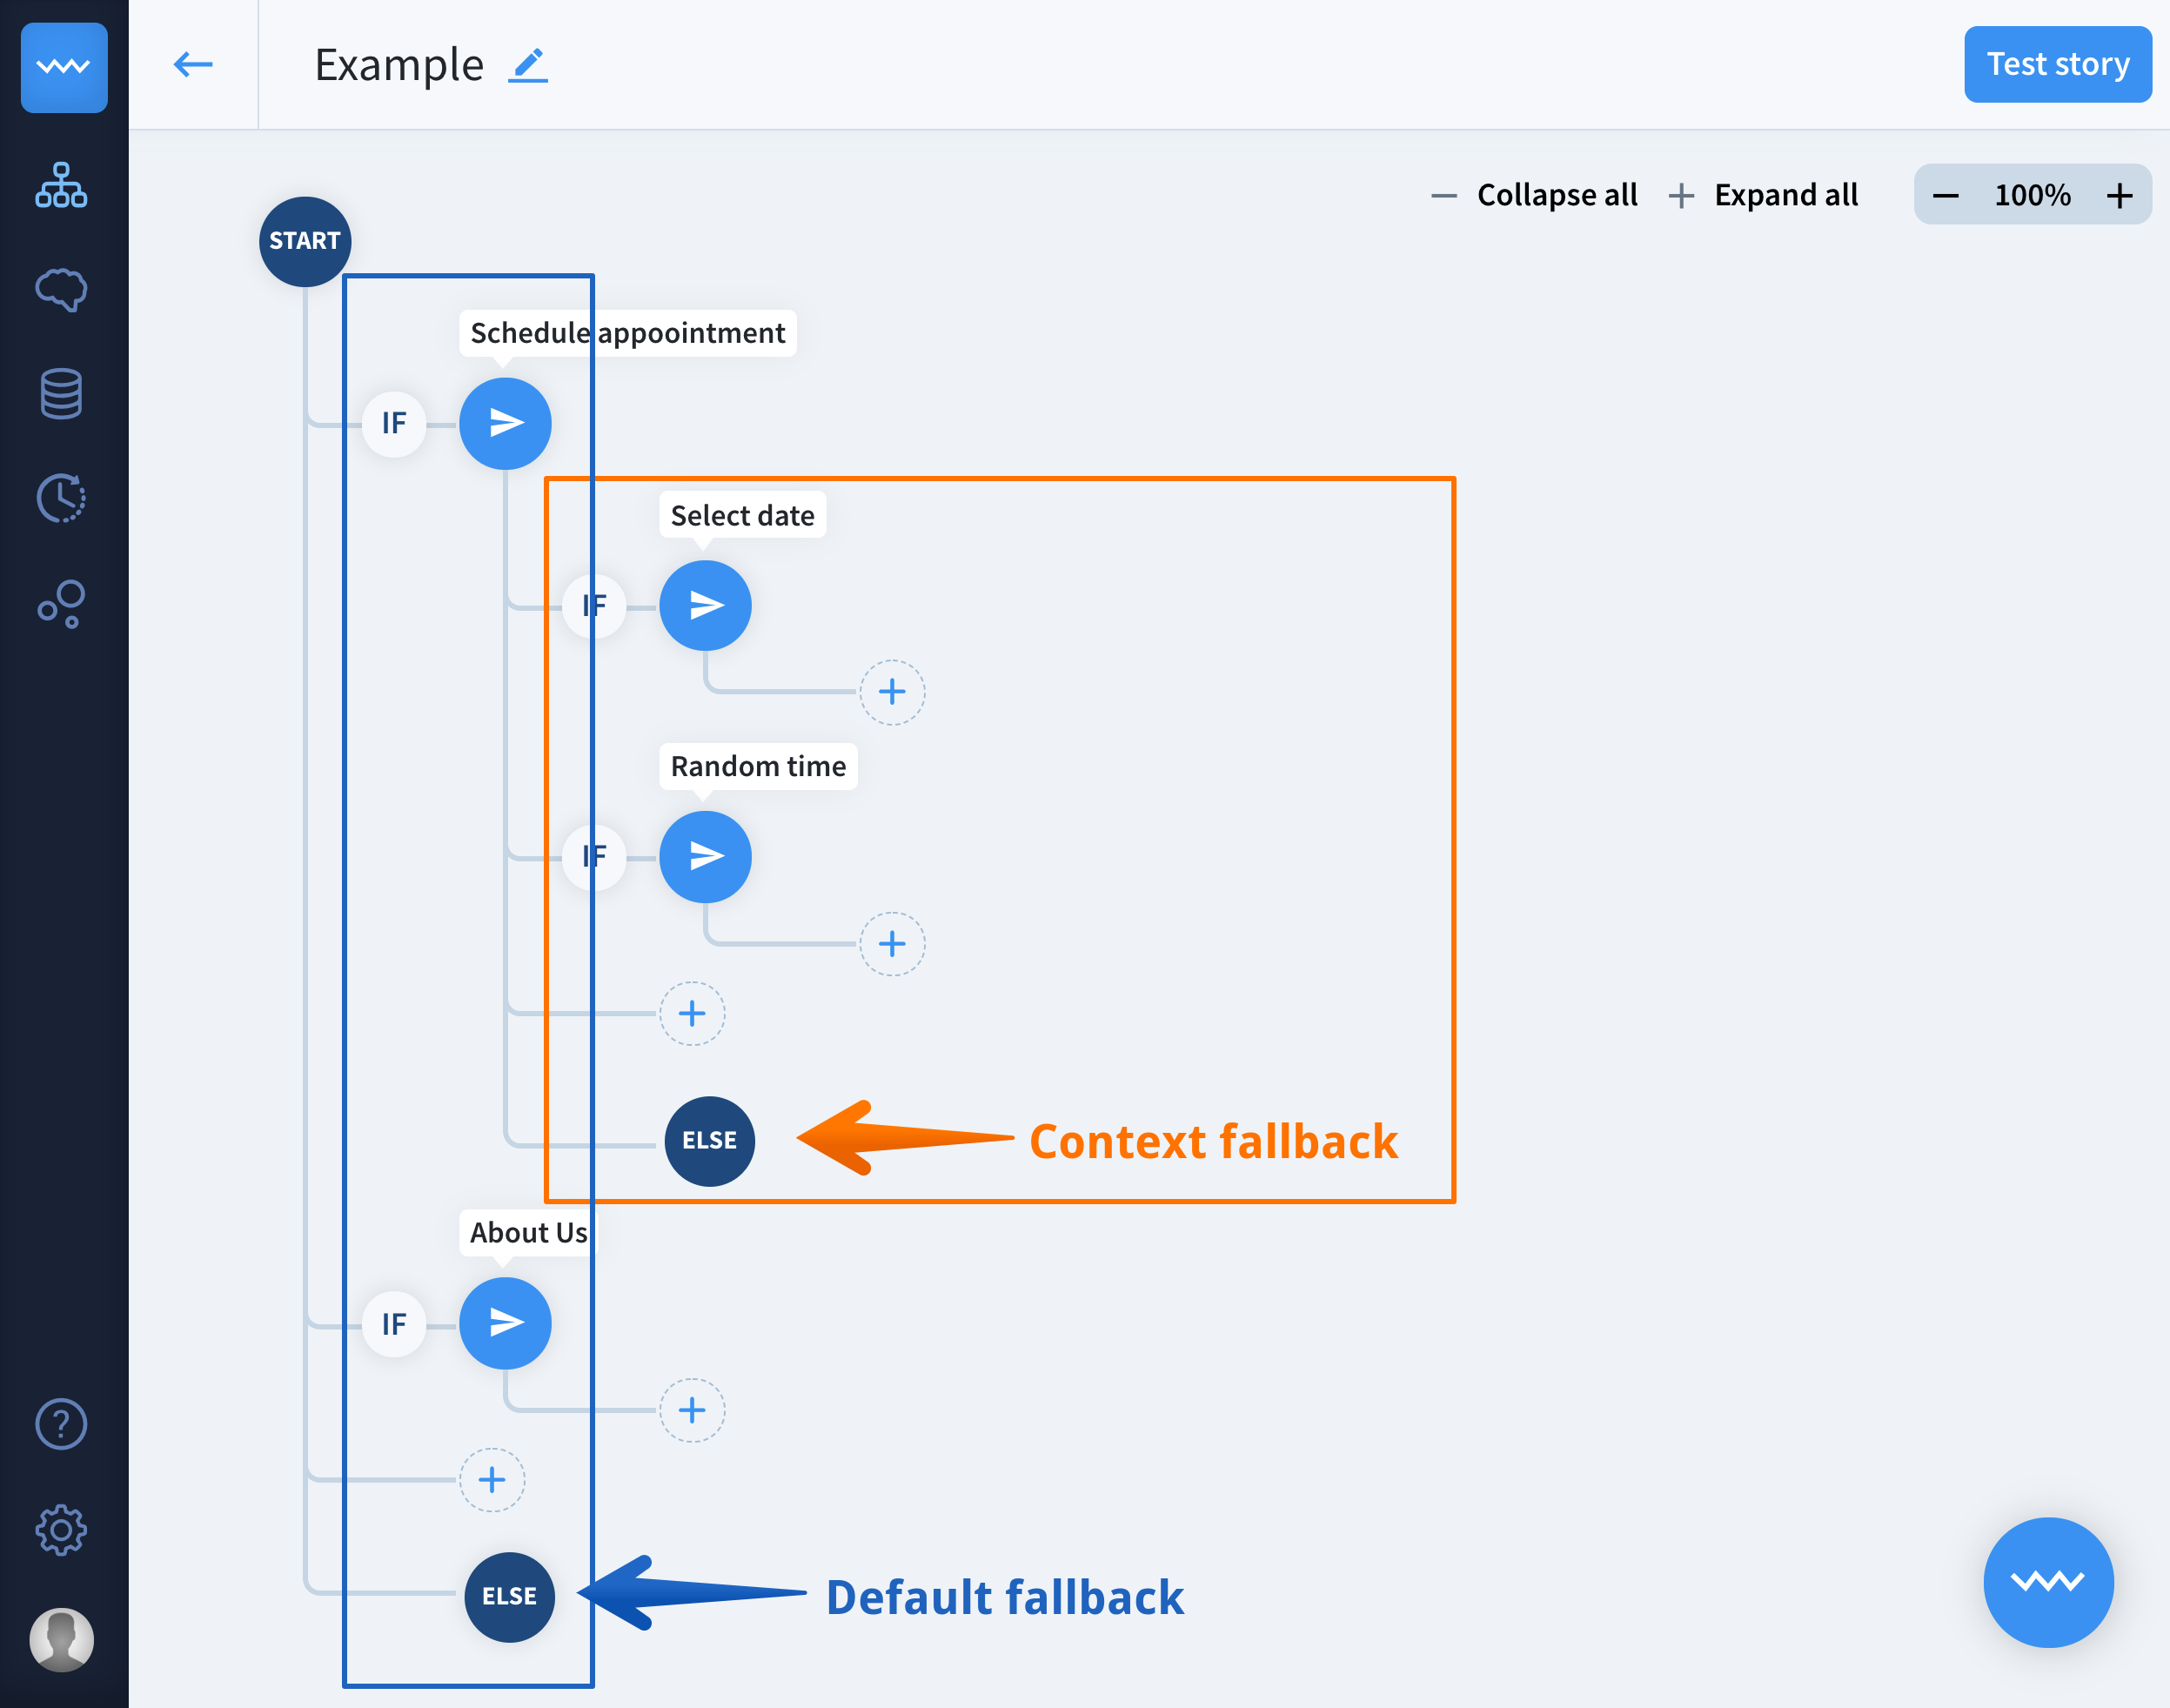 Example
Test story
Collapse all
Expand all
100%
START
Schedule appoointment
IF
Select date
IF
Random time
IF
ELSE
Context fallback
About Us
IF
?
ELSE
Default fallback